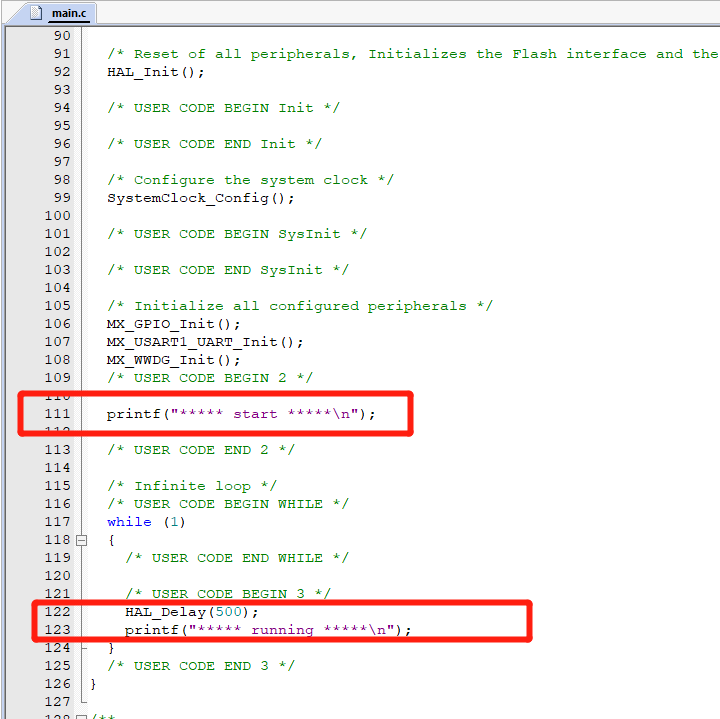 main.c
90
91 /* Reset of all peripherals, Initializes the Flash interface and the
92 HAL_Init();
93
94 /* USER CODE BEGIN Init */
95
96 /* USER CODE END Init */
97
98 /* Configure the system clock */
99 SystemClock_Config();
100
101 /* USER CODE BEGIN SysInit */
102
103 /* USER CODE END SysInit */
104
105 /* Initialize all configured peripherals */
106 MX_GPIO_Init();
107 MX_USART1_UART_Init();
108 MX_WWDG_Init();
109 /* USER CODE BEGIN 2 */
110
111 printf("***** start *****\n");
112
113 /* USER CODE END 2 */
114
115 /* Infinite loop */
116 /* USER CODE BEGIN WHILE */
117 while (1)
118 {
119 /* USER CODE END WHILE */
120
121 /* USER CODE BEGIN 3 */
122 HAL_Delay(500);
123 printf("***** running *****\n");
124 }
125 /* USER CODE END 3 */
126 }
127
128 /**